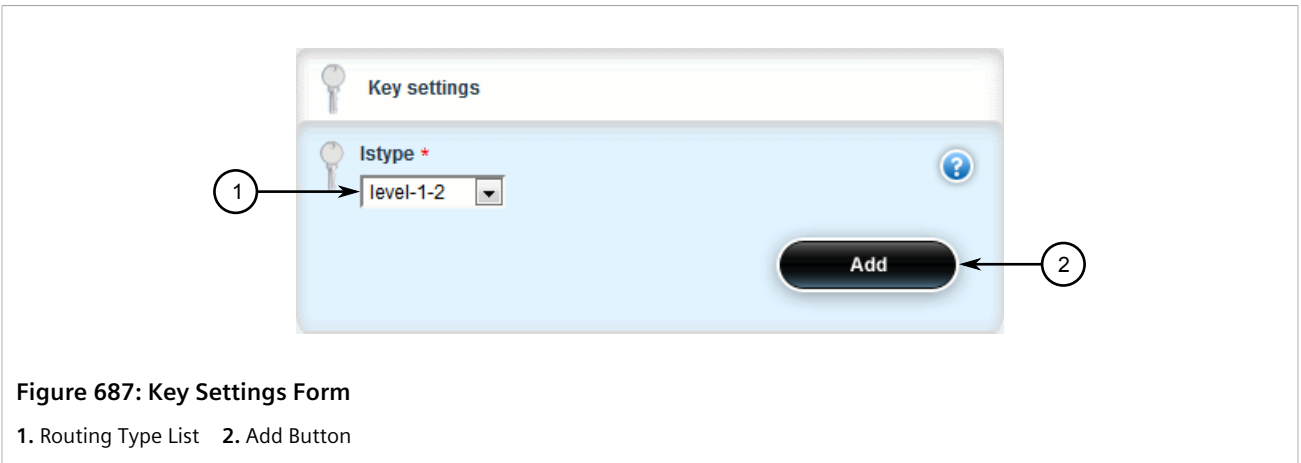 Key settings
Istype *
1
level-1-2
?
Add
2
Figure 687: Key Settings Form
1. Routing Type List 2. Add Button